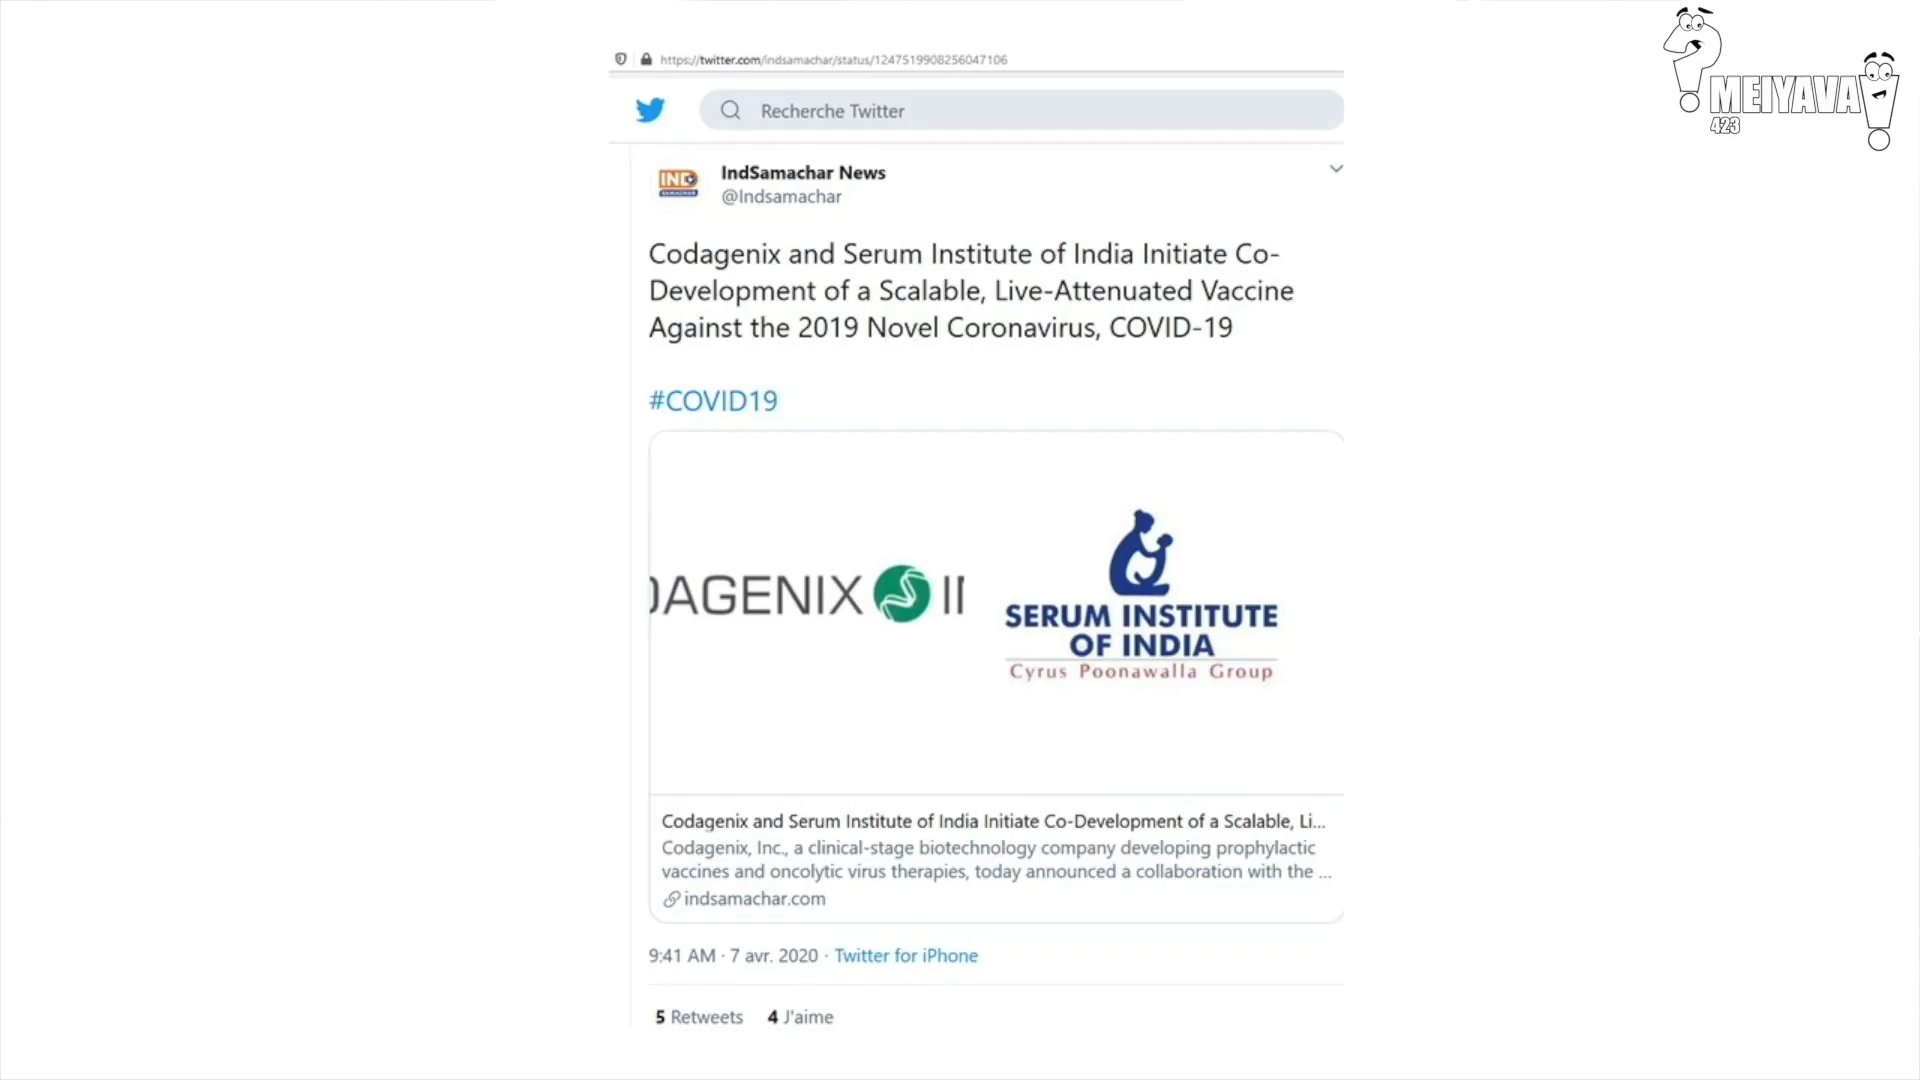 https://twitter.com/indsamachar/status/1247519908256047106
Recherche Twitter
MEIYAVA
423
IndSamachar News
@Indsamachar
IND
SAMACHAR
Codagenix and Serum Institute of India Initiate Co-
Development of a Scalable, Live-Attenuated Vaccine
Against the 2019 Novel Coronavirus, COVID-19
#COVID19
DAGENIX
SERUM INSTITUTE
OF INDIA
Cyrus Poonawalla Group
Codagenix and Serum Institute of India Initiate Co-Development of a Scalable, Li...
Codagenix, Inc., a clinical-stage biotechnology company developing prophylactic
vaccines and oncolytic virus therapies, today announced a collaboration with the ...
indsamachar.com
9:41 AM · 7 avr. 2020 · Twitter for iPhone
5 Retweets 4 J'aime